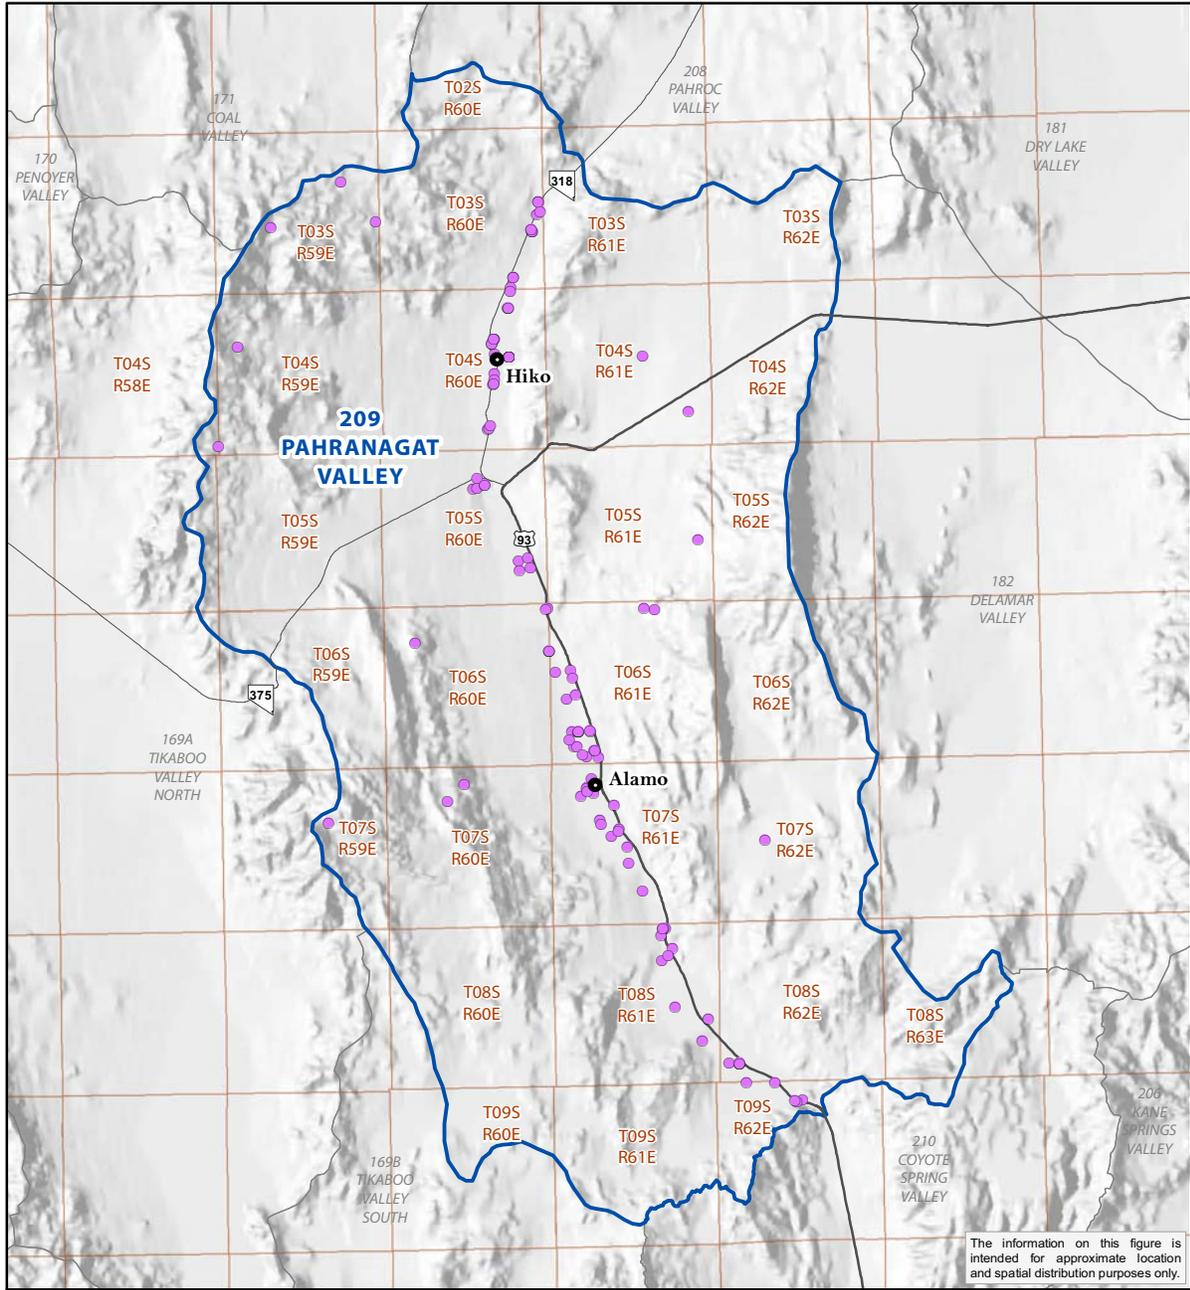 T02S
R60E
208
PAHROC
VALLEY
171
COAL
VALLEY
181
DRY LAKE
VALLEY
170
PENOYER
VALLEY
318
T03S
R60E
T03S
R61E
T03S
R62E
T03S
R59E
T04S
R58E
T04S
R59E
T04S
R60E
Hiko
T04S
R61E
T04S
R62E
209
PAHRANAGAT
VALLEY
T05S
R59E
T05S
R60E
93
T05S
R61E
T05S
R62E
182
DELAMAR
VALLEY
T06S
R59E
375
T06S
R60E
T06S
R61E
T06S
R62E
169A
TIKABOO
VALLEY
NORTH
Alamo
T07S
R59E
T07S
R60E
T07S
R61E
T07S
R62E
T08S
R60E
T08S
R61E
T08S
R62E
T08S
R63E
T09S
R60E
T09S
R61E
T09S
R62E
206
KANE
SPRINGS
VALLEY
169B
TIKABOO
VALLEY
SOUTH
210
COYOTE
SPRING
VALLEY
The information on this figure is
intended for approximate location
and spatial distribution purposes only.